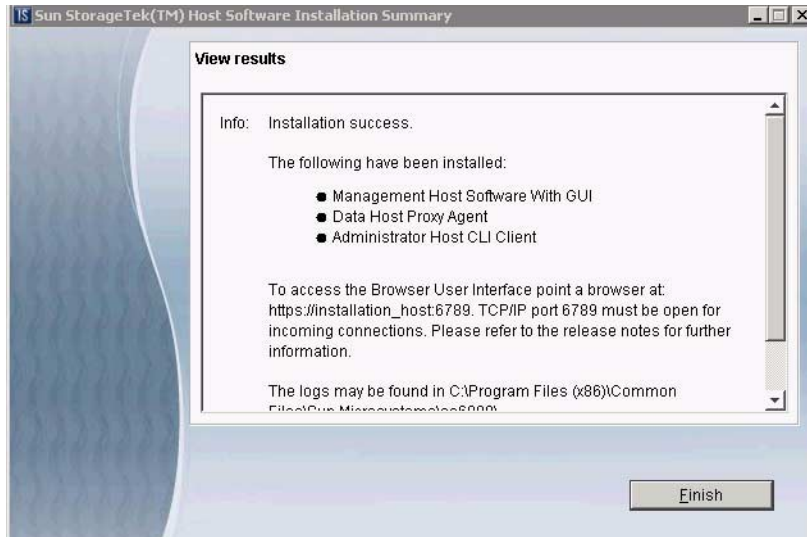 Sun StorageTek(TM) Host Software Installation Summary
View results
Info: Installation success.
The following have been installed:
Management Host Software With GUI
Data Host Proxy Agent
Administrator Host CLI Client
To access the Browser User Interface point a browser at:
https://installation_host:6789. TCP/IP port 6789 must be open for
incoming connections. Please refer to the release notes for further
information.
The logs may be found in C:\Program Files (x86)\Common
Finish